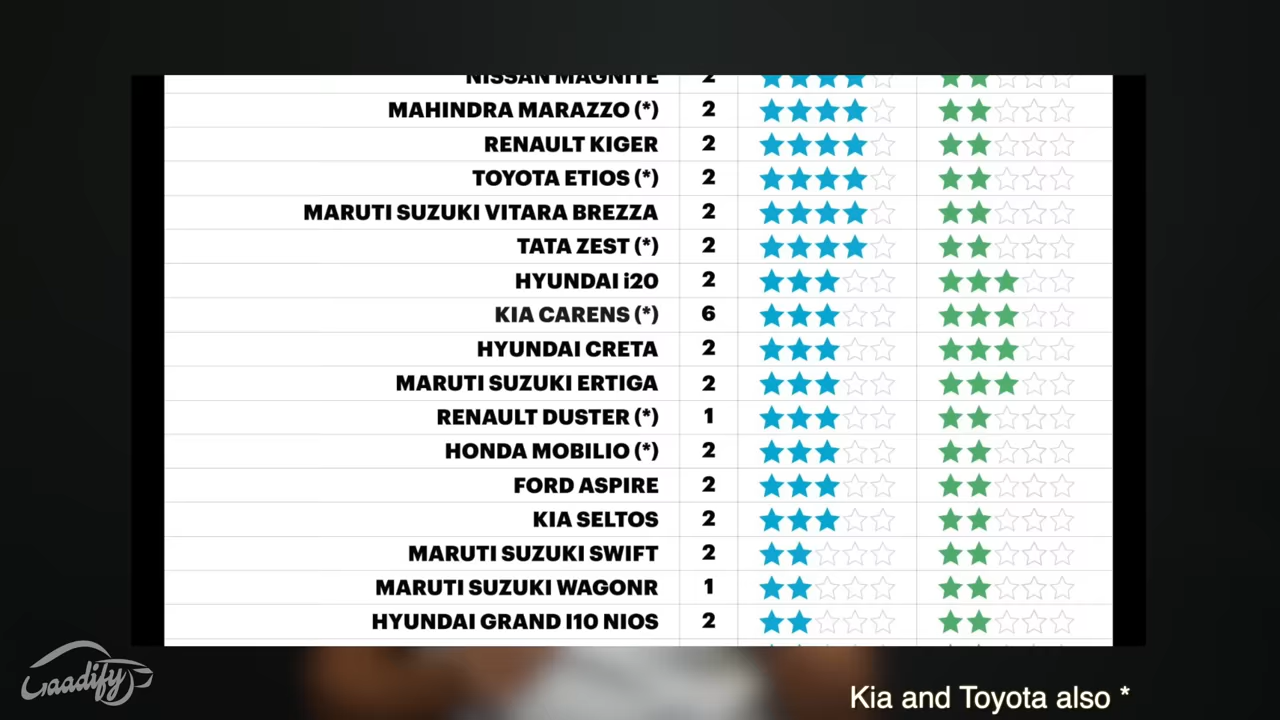 NISSAN MAGNITE 2
MAHINDRA MARAZZO (*) 2
RENAULT KIGER 2
TOYOTA ETIOS (*) 2
MARUTI SUZUKI VITARA BREZZA 2
TATA ZEST (*) 2
HYUNDAI i20 2
KIA CARENS (*) 6
HYUNDAI CRETA 2
MARUTI SUZUKI ERTIGA 2
RENAULT DUSTER (*) 1
HONDA MOBILIO (*) 2
FORD ASPIRE 2
KIA SELTOS 2
MARUTI SUZUKI SWIFT 2
MARUTI SUZUKI WAGONR 1
HYUNDAI GRAND I10 NIOS 2
Gaadify
Kia and Toyota also *